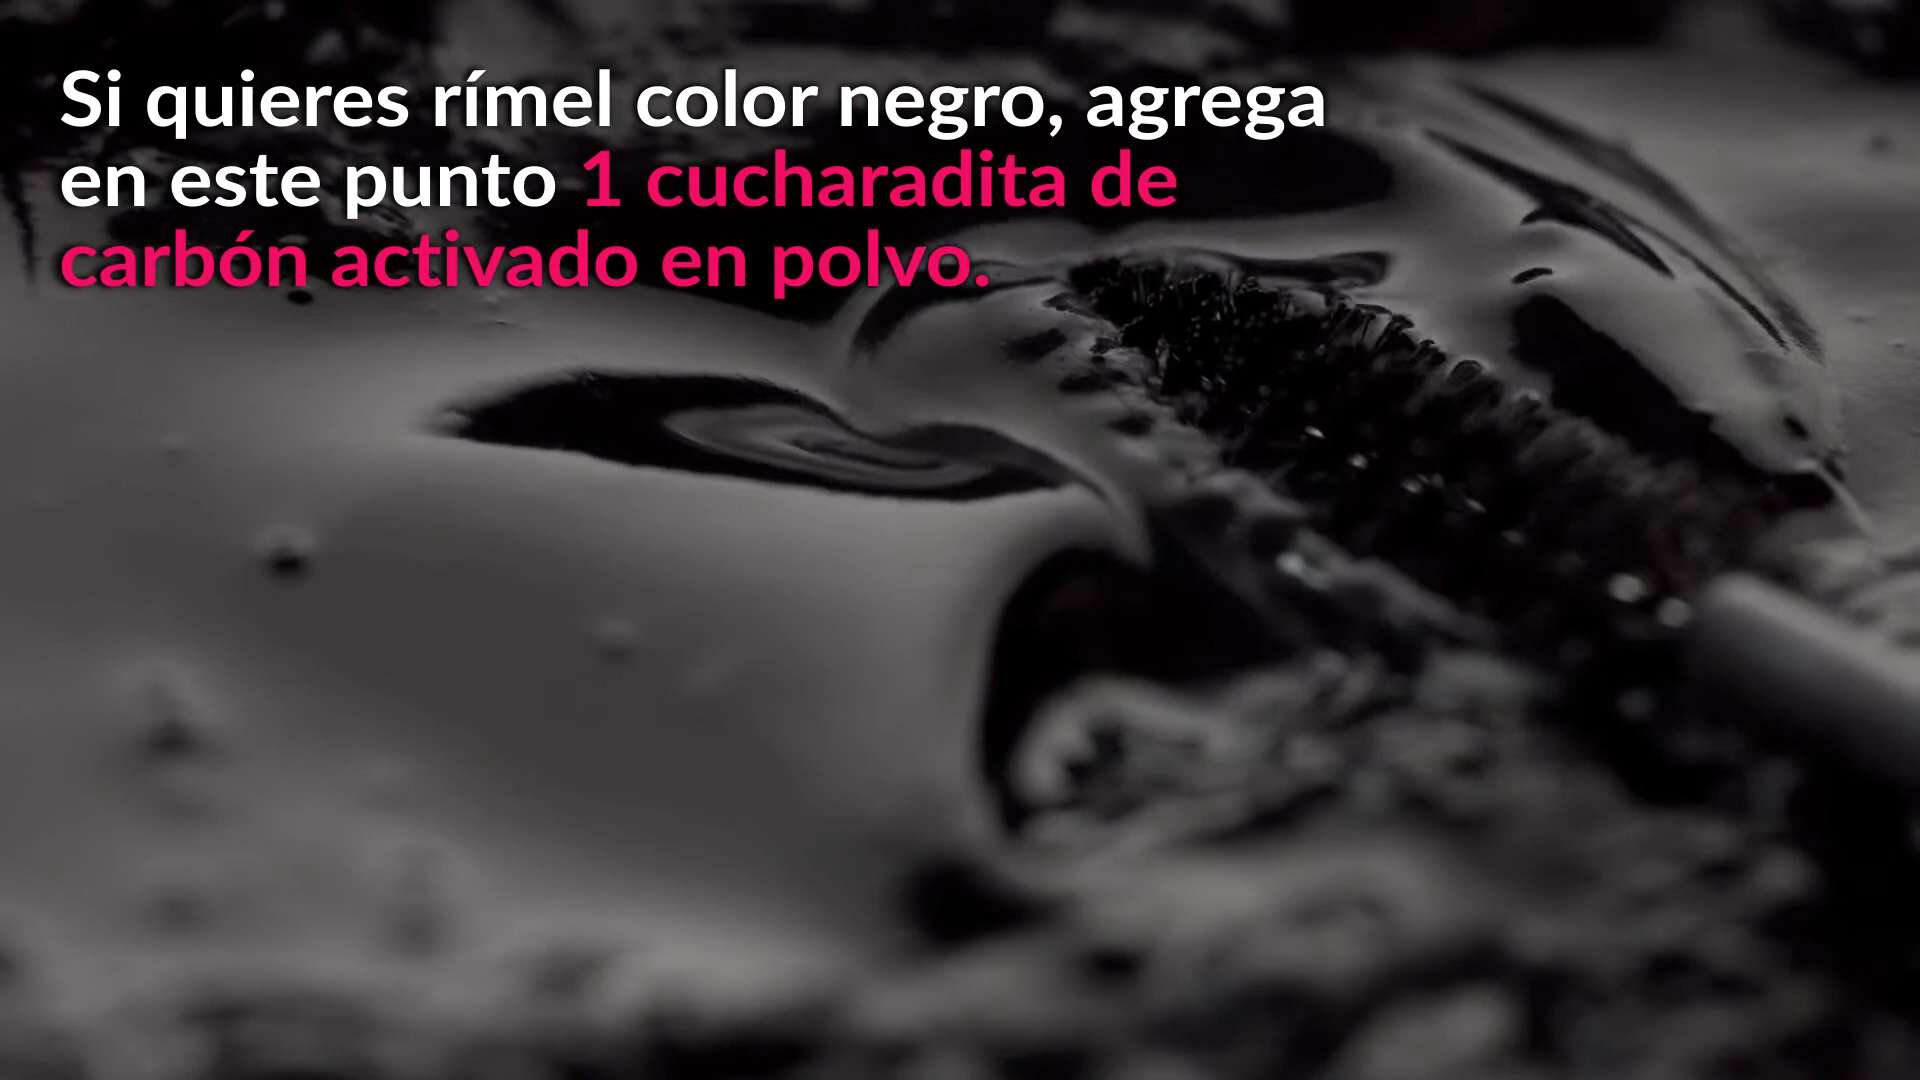 Si quieres rímel color negro, agrega
en este punto 1 cucharadita de
carbón activado en polvo.